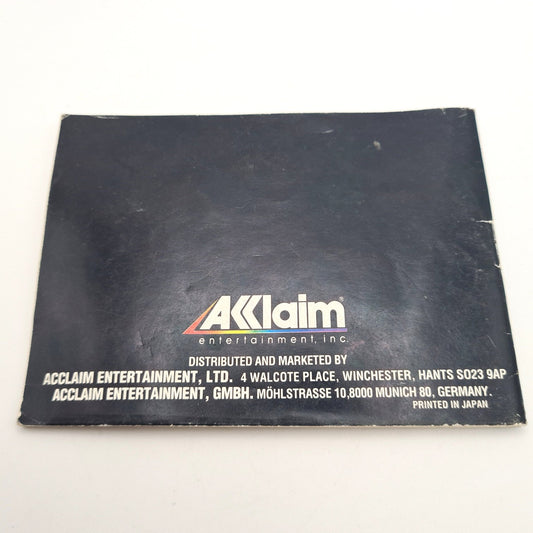 Acclaim®
entertainment, inc.
DISTRIBUTED AND MARKETED BY
ACCLAIM ENTERTAINMENT, LTD. 4 WALCOTE PLACE, WINCHESTER, HANTS SO23 9AP
ACCLAIM ENTERTAINMENT, GMBH. MÖHLSTRASSE 10,8000 MUNICH 80, GERMANY.
PRINTED IN JAPAN